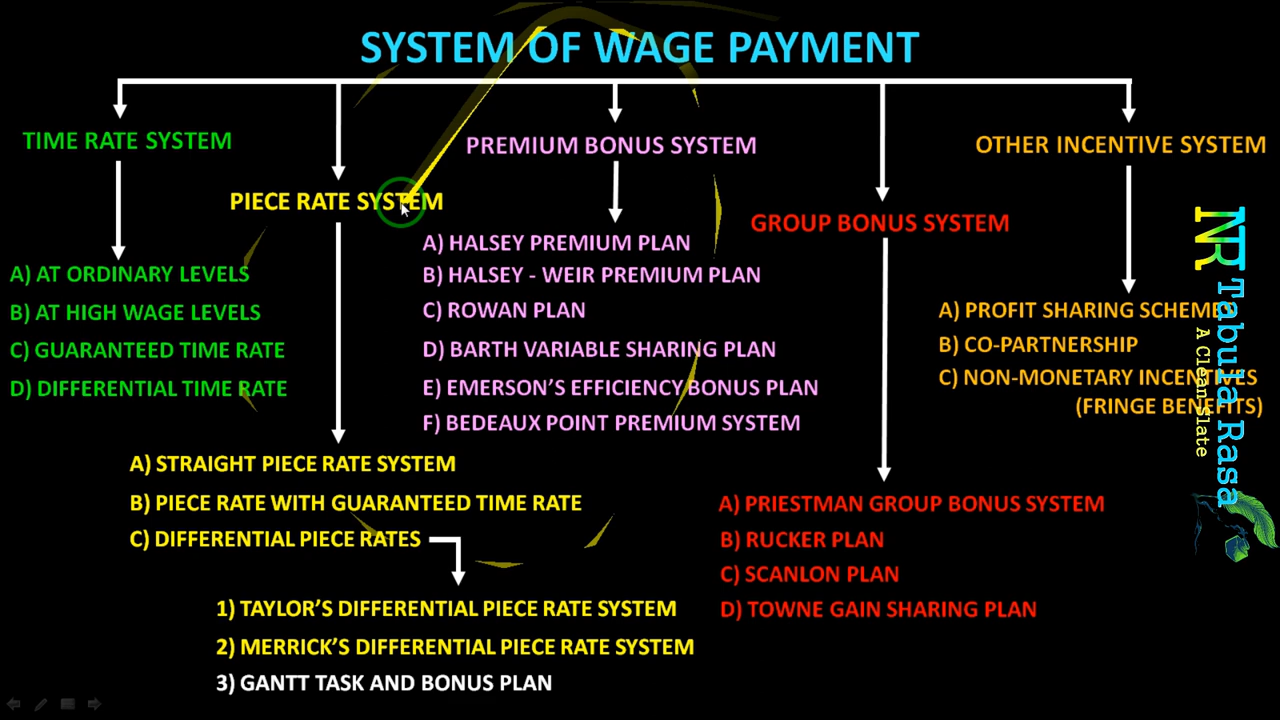 SYSTEM OF WAGE PAYMENT
TIME RATE SYSTEM
A) AT ORDINARY LEVELS
B) AT HIGH WAGE LEVELS
C) GUARANTEED TIME RATE
D) DIFFERENTIAL TIME RATE
PIECE RATE SYSTEM
A) STRAIGHT PIECE RATE SYSTEM
B) PIECE RATE WITH GUARANTEED TIME RATE
C) DIFFERENTIAL PIECE RATES
1) TAYLOR'S DIFFERENTIAL PIECE RATE SYSTEM
2) MERRICK'S DIFFERENTIAL PIECE RATE SYSTEM
3) GANTT TASK AND BONUS PLAN
PREMIUM BONUS SYSTEM
A) HALSEY PREMIUM PLAN
B) HALSEY - WEIR PREMIUM PLAN
C) ROWAN PLAN
D) BARTH VARIABLE SHARING PLAN
E) EMERSON'S EFFICIENCY BONUS PLAN
F) BEDEAUX POINT PREMIUM SYSTEM
GROUP BONUS SYSTEM
A) PRIESTMAN GROUP BONUS SYSTEM
B) RUCKER PLAN
C) SCANLON PLAN
D) TOWNE GAIN SHARING PLAN
OTHER INCENTIVE SYSTEM
A) PROFIT SHARING SCHEMES
B) CO-PARTNERSHIP
C) NON-MONETARY INCENTIVES
(FRINGE BENEFITS)
NR
Tabula Rasa
A Clean Slate